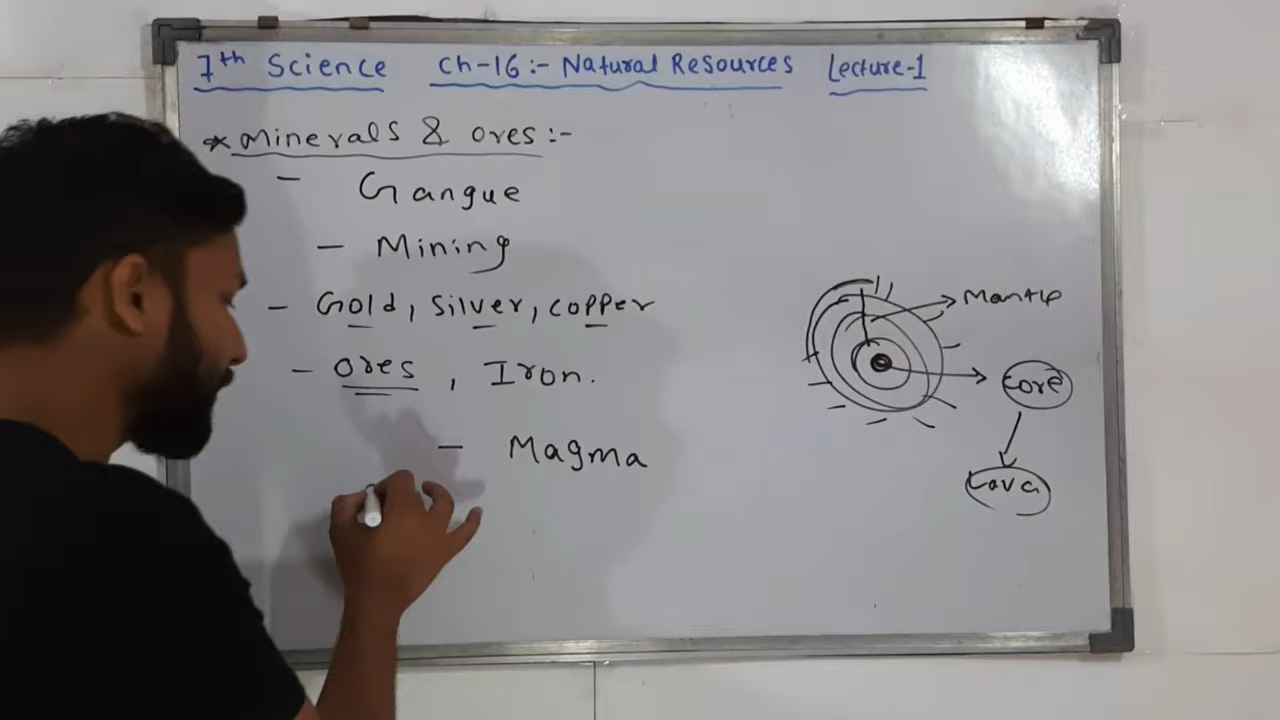 7th Science Ch-16:- Natural Resources Lecture-1
* Minerals & ores:-
- Gangue
- Mining
- Gold, Silver, copper
- Ores, Iron.
- Magma
Mantle
Core
Lava